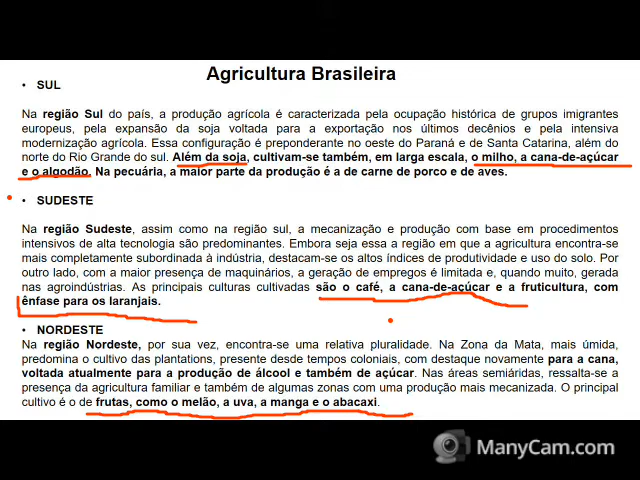 Agricultura Brasileira
• SUL
Na região Sul do país, a produção agrícola é caracterizada pela ocupação histórica de grupos imigrantes
europeus, pela expansão da soja voltada para a exportação nos últimos decênios e pela intensiva
modernização agrícola. Essa configuração é preponderante no oeste do Paraná e de Santa Catarina, além do
norte do Rio Grande do sul. Além da soja, cultivam-se também, em larga escala, o milho, a cana-de-açúcar
e o algodão. Na pecuária, a maior parte da produção é a de carne de porco e de aves.
• SUDESTE
Na região Sudeste, assim como na região sul, a mecanização e produção com base em procedimentos
intensivos de alta tecnologia são predominantes. Embora seja essa a região em que a agricultura encontra-se
mais completamente subordinada à indústria, destacam-se os altos índices de produtividade e uso do solo. Por
outro lado, com a maior presença de maquinários, a geração de empregos é limitada e, quando muito, gerada
nas agroindústrias. As principais culturas cultivadas são o café, a cana-de-açúcar e a fruticultura, com
ênfase para os laranjais.
• NORDESTE
Na região Nordeste, por sua vez, encontra-se uma relativa pluralidade. Na Zona da Mata, mais úmida,
predomina o cultivo das plantations, presente desde tempos coloniais, com destaque novamente para a cana,
voltada atualmente para a produção de álcool e também de açúcar. Nas áreas semiáridas, ressalta-se a
presença da agricultura familiar e também de algumas zonas com uma produção mais mecanizada. O principal
cultivo é o de frutas, como o melão, a uva, a manga e o abacaxi.
ManyCam.com